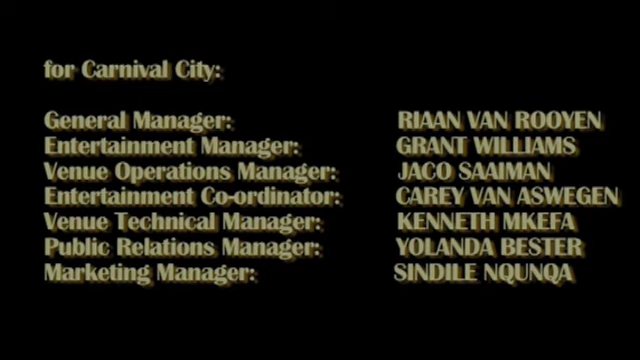 for Carnival City:
General Manager: RIAAN VAN ROOYEN
Entertainment Manager: GRANT WILLIAMS
Venue Operations Manager: JACO SAAIMAN
Entertainment Co-ordinator: CAREY VAN ASWEGEN
Venue Technical Manager: KENNETH MKEFA
Public Relations Manager: YOLANDA BESTER
Marketing Manager: SINDILE NQUNQA